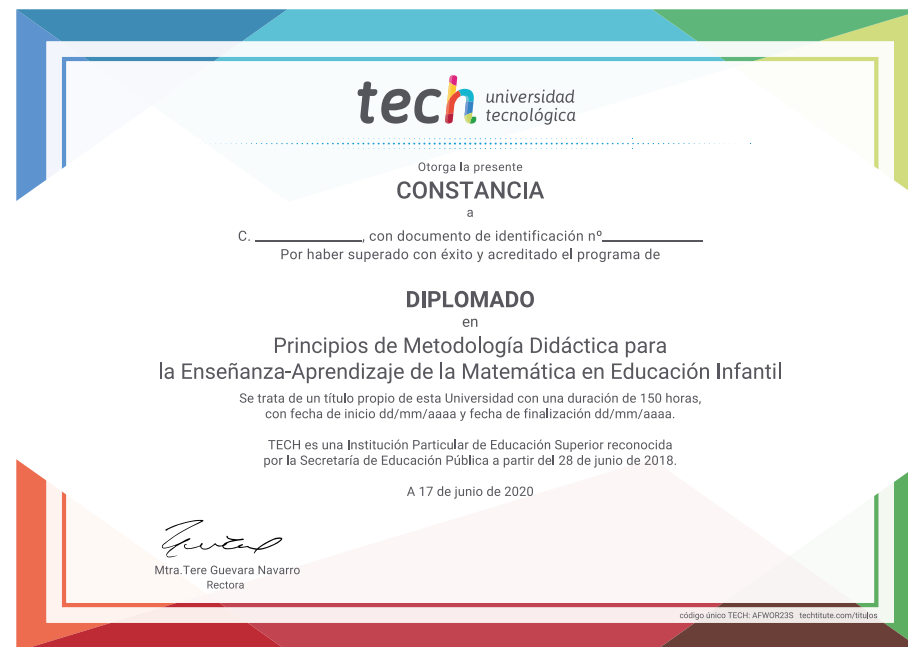 tech universidad
tecnológica
Otorga la presente
CONSTANCIA
a
C. ______________, con documento de identificación nº______________
Por haber superado con éxito y acreditado el programa de
DIPLOMADO
en
Principios de Metodología Didáctica para
la Enseñanza-Aprendizaje de la Matemática en Educación Infantil
Se trata de un título propio de esta Universidad con una duración de 150 horas,
con fecha de inicio dd/mm/aaaa y fecha de finalización dd/mm/aaaa.
TECH es una Institución Particular de Educación Superior reconocida
por la Secretaría de Educación Pública a partir del 28 de junio de 2018.
A 17 de junio de 2020
Mtra.Tere Guevara Navarro
Rectora
código único TECH: AFWOR23S techtitute.com/titulos